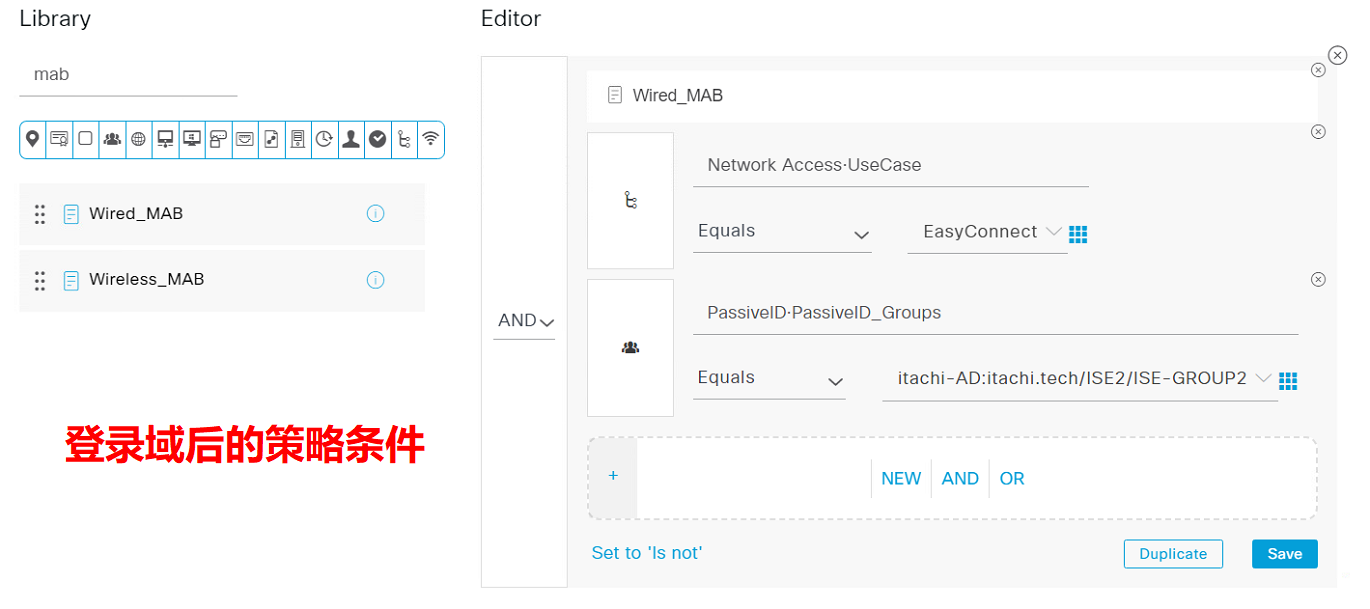 Library
mab
Wired_MAB
Wireless_MAB
登录域后的策略条件
Editor
AND
Wired_MAB
Network Access·UseCase
Equals
EasyConnect
PassiveID·PassiveID_Groups
Equals
itachi-AD:itachi.tech/ISE2/ISE-GROUP2
+
NEW AND OR
Set to 'Is not'
Duplicate Save